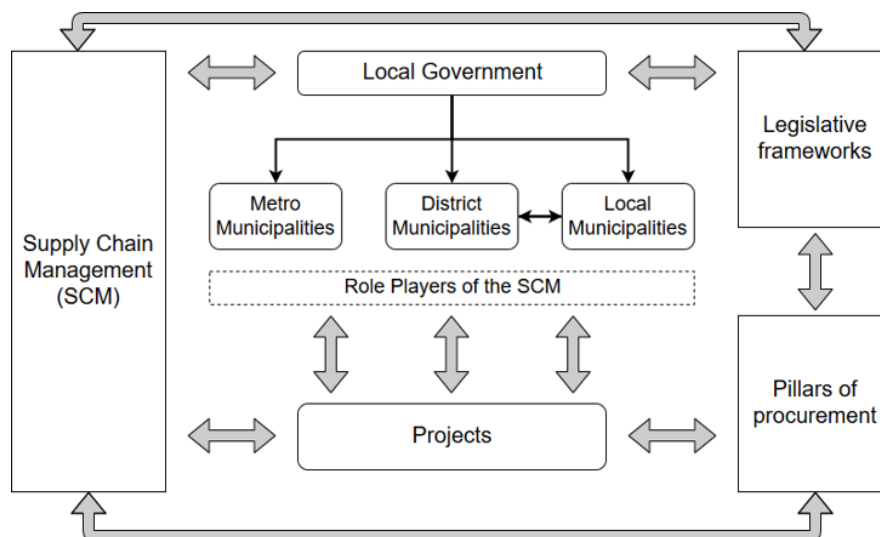 Local Government
Legislative
frameworks
Metro
Municipalities
District
Municipalities
Local
Municipalities
Supply Chain
Management
(SCM)
Role Players of the SCM
Projects
Pillars of
procurement